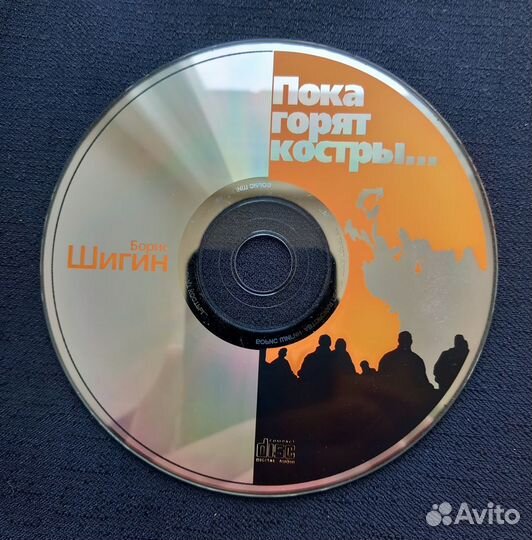 Пока
горят
костры...
Борис
Шигин
COMPACT
disc
DIGITAL AUDIO
Avito